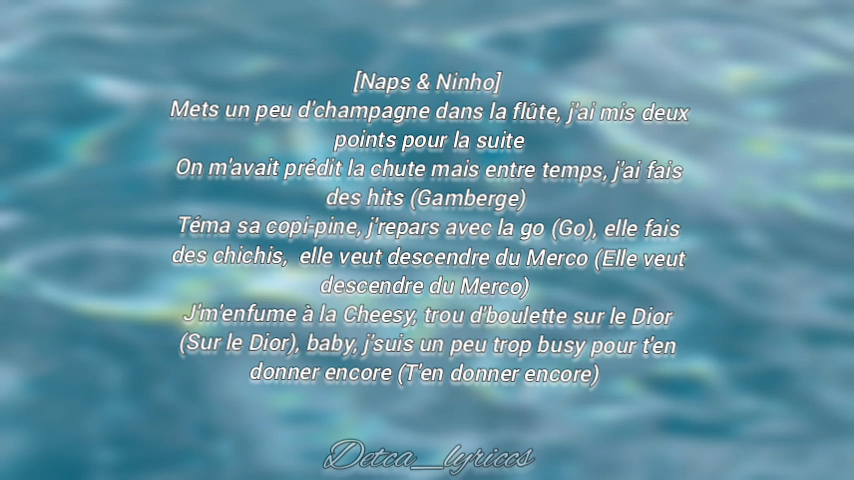 [Naps & Ninho]
Mets un peu d'champagne dans la flûte, j'ai mis deux
points pour la suite
On m'avait prédit la chute mais entre temps, j'ai fais
des hits (Gamberge)
Téma sa copi-pine, j'repars avec la go (Go), elle fais
des chichis,  elle veut descendre du Merco (Elle veut
descendre du Merco)
J'm'enfume à la Cheesy, trou d'boulette sur le Dior
(Sur le Dior), baby, j'suis un peu trop busy pour t'en
donner encore (T'en donner encore)
Detca_lyriccs